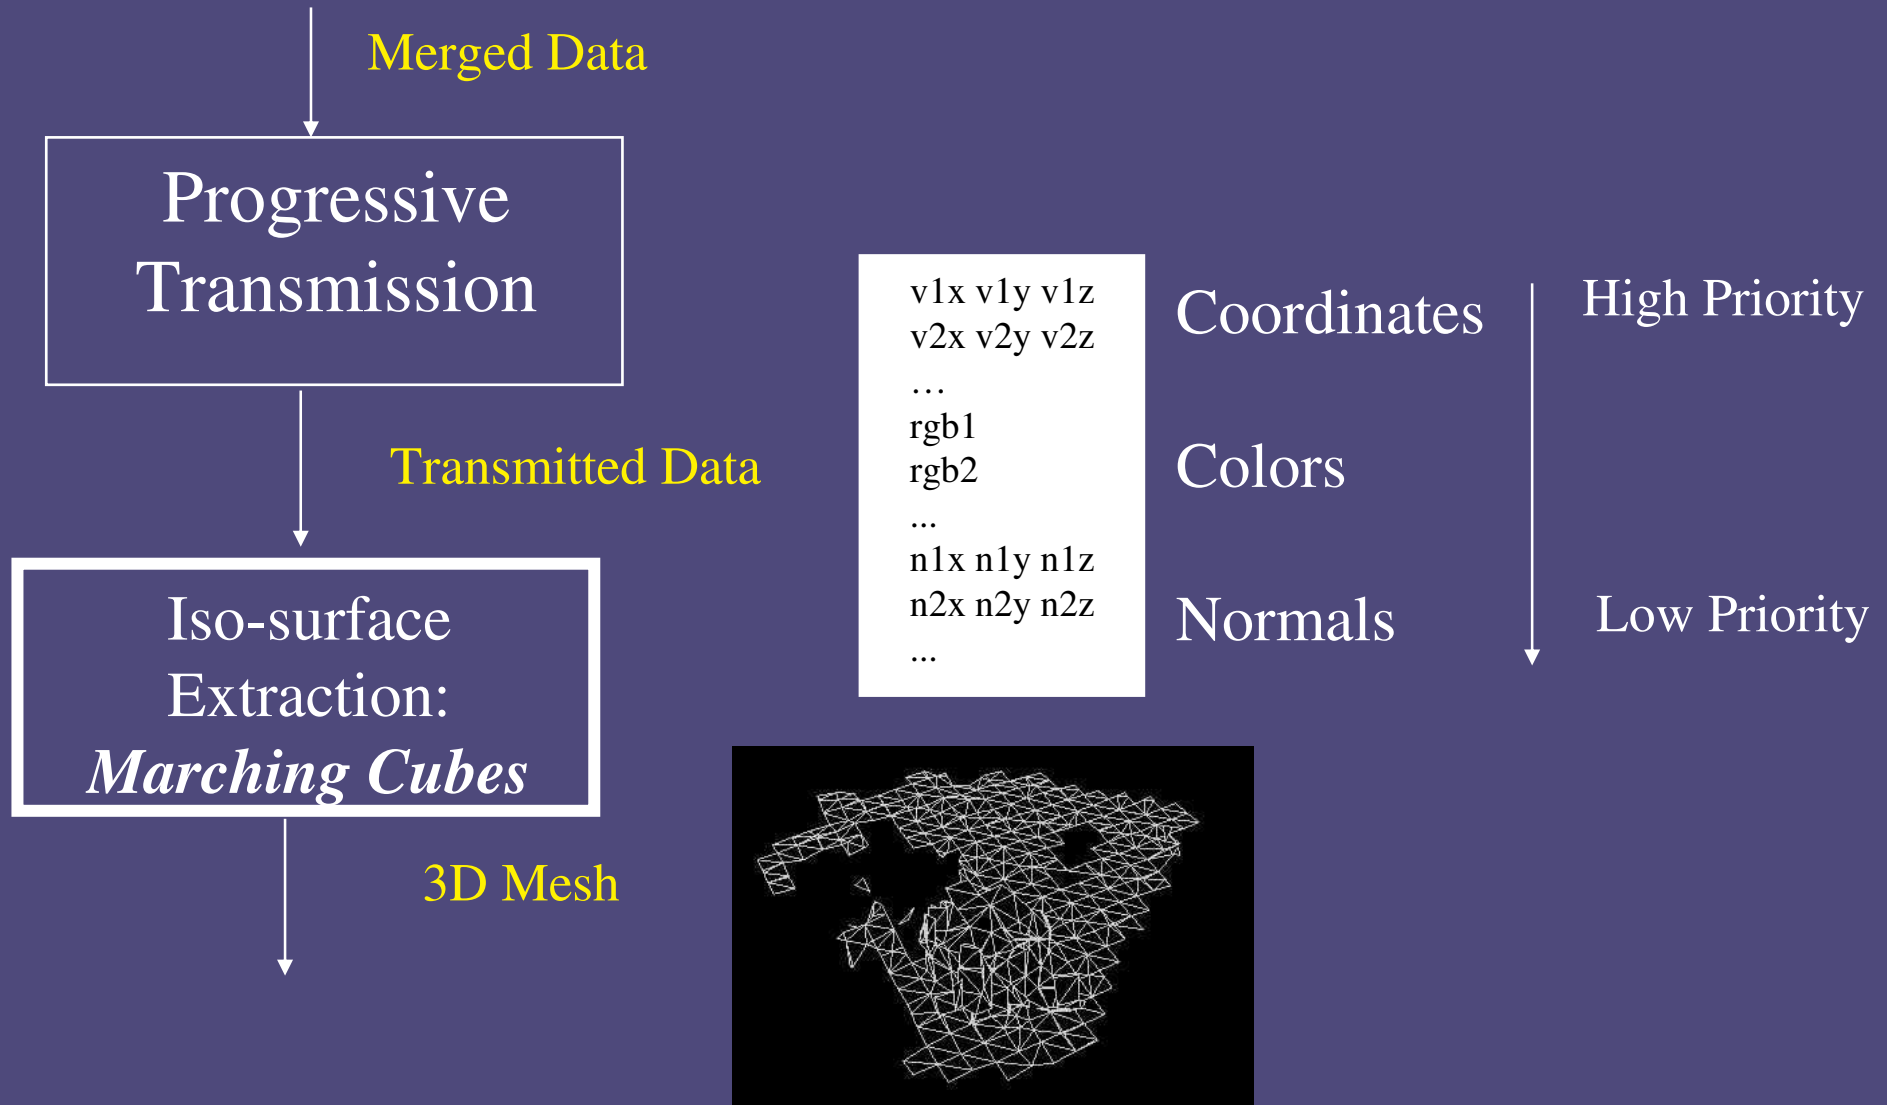 Merged Data
Progressive
Transmission
Transmitted Data
Iso-surface
Extraction:
Marching Cubes
3D Mesh
v1x v1y v1z
v2x v2y v2z
…
rgb1
rgb2
...
n1x n1y n1z
n2x n2y n2z
...
Coordinates
Colors
Normals
High Priority
Low Priority